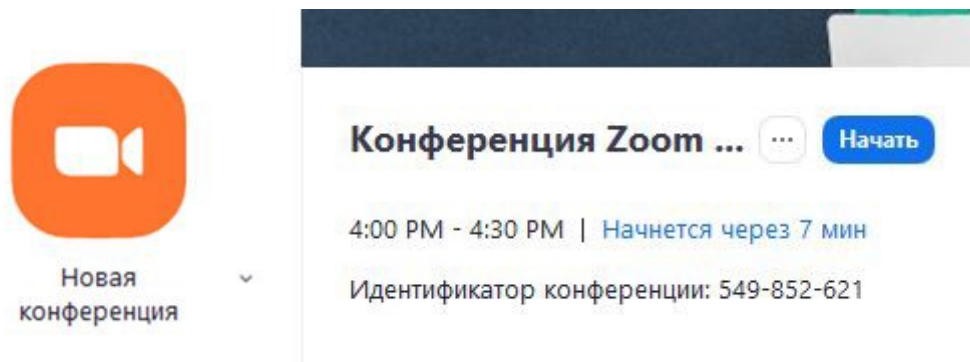 Конференция Zoom ... ... Начать
4:00 PM - 4:30 PM | Начнется через 7 мин
Идентификатор конференции: 549-852-621
Новая
конференция